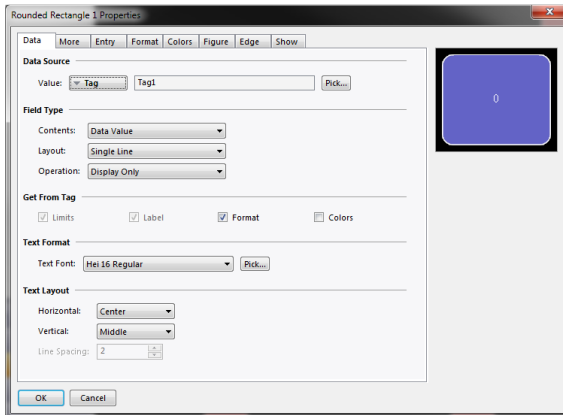 Rounded Rectangle 1 Properties
Data More Entry Format Colors Figure Edge Show
Data Source
Value: Tag Tag1 Pick...
0
Field Type
Contents: Data Value
Layout: Single Line
Operation: Display Only
Get From Tag
Limits Label Format Colors
Text Format
Text Font: Hei 16 Regular Pick...
Text Layout
Horizontal: Center
Vertical: Middle
Line Spacing: 2
OK Cancel